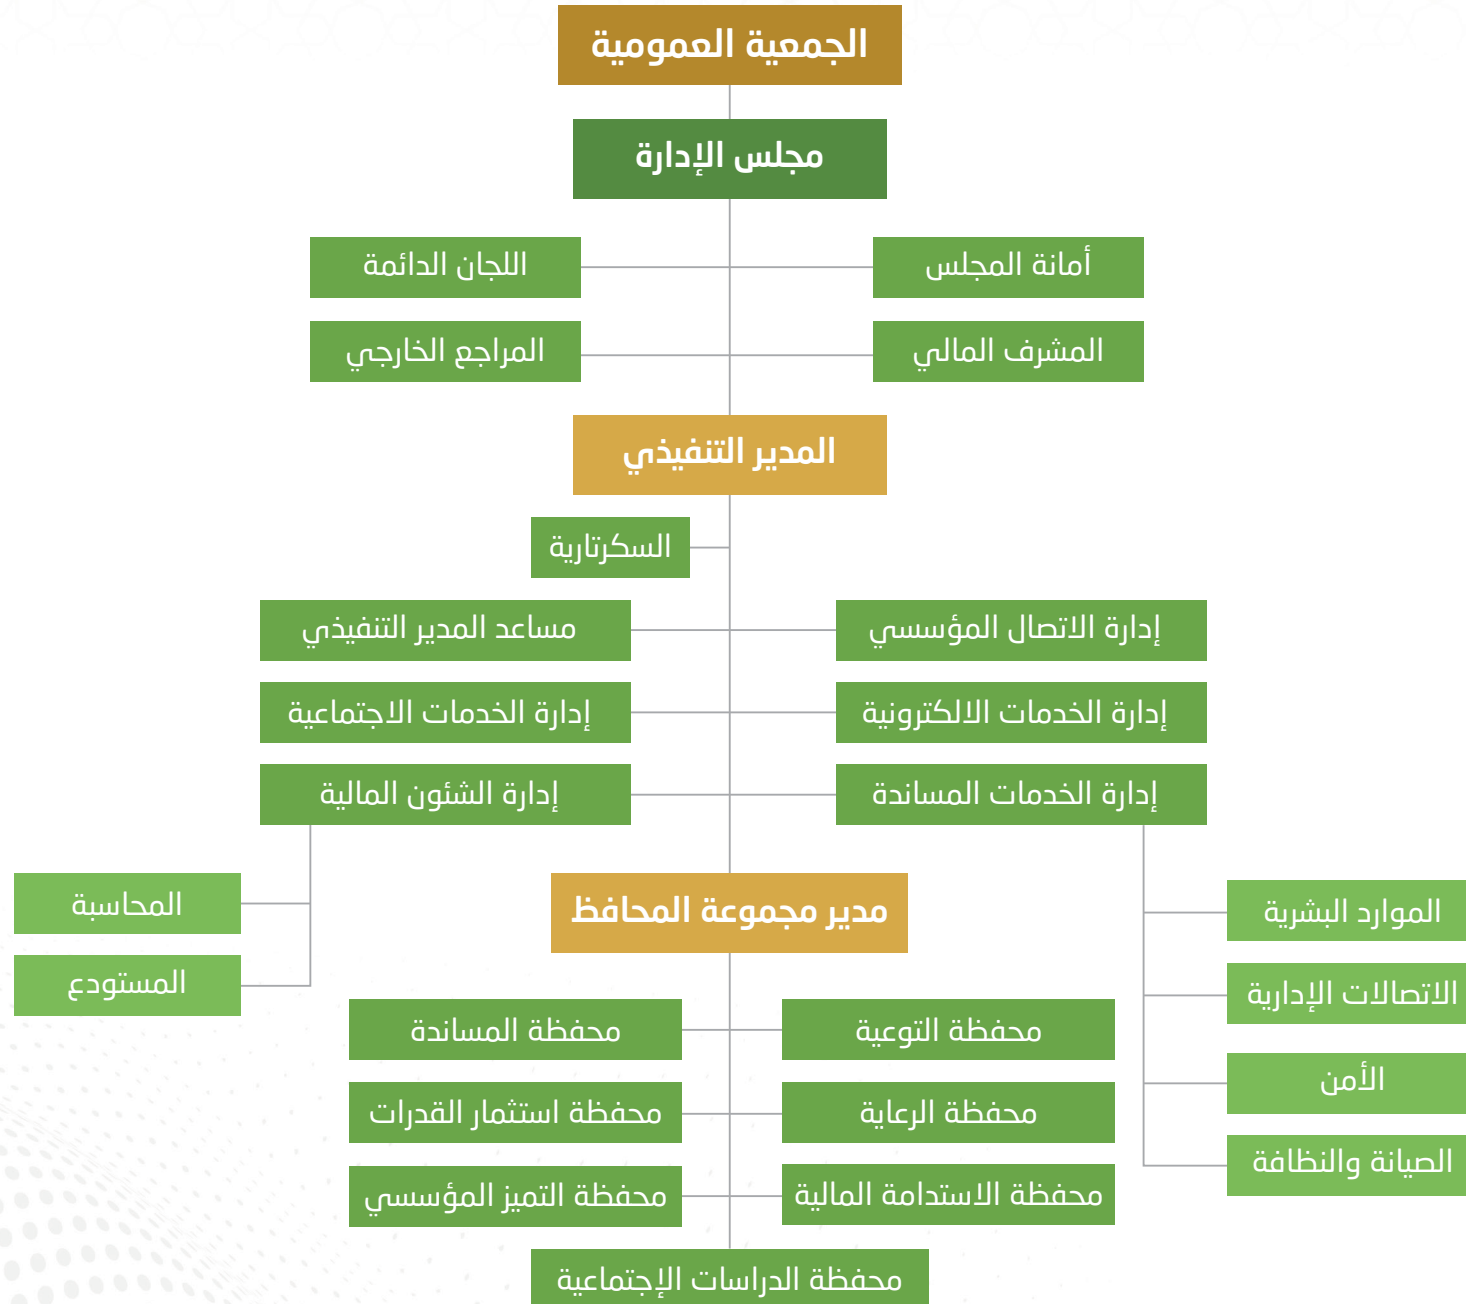 الجمعية العمومية
مجلس الإدارة
أمانة المجلس
اللجان الدائمة
المشرف المالي
المراجع الخارجي
المدير التنفيذي
السكرتارية
إدارة الاتصال المؤسسي
مساعد المدير التنفيذي
إدارة الخدمات الالكترونية
إدارة الخدمات الاجتماعية
إدارة الخدمات المساندة
إدارة الشئون المالية
الموارد البشرية
الاتصالات الإدارية
الأمن
الصيانة والنظافة
المحاسبة
المستودع
مدير مجموعة المحافظ
محفظة التوعية
محفظة المساندة
محفظة الرعاية
محفظة استثمار القدرات
محفظة الاستدامة المالية
محفظة التميز المؤسسي
محفظة الدراسات الإجتماعية